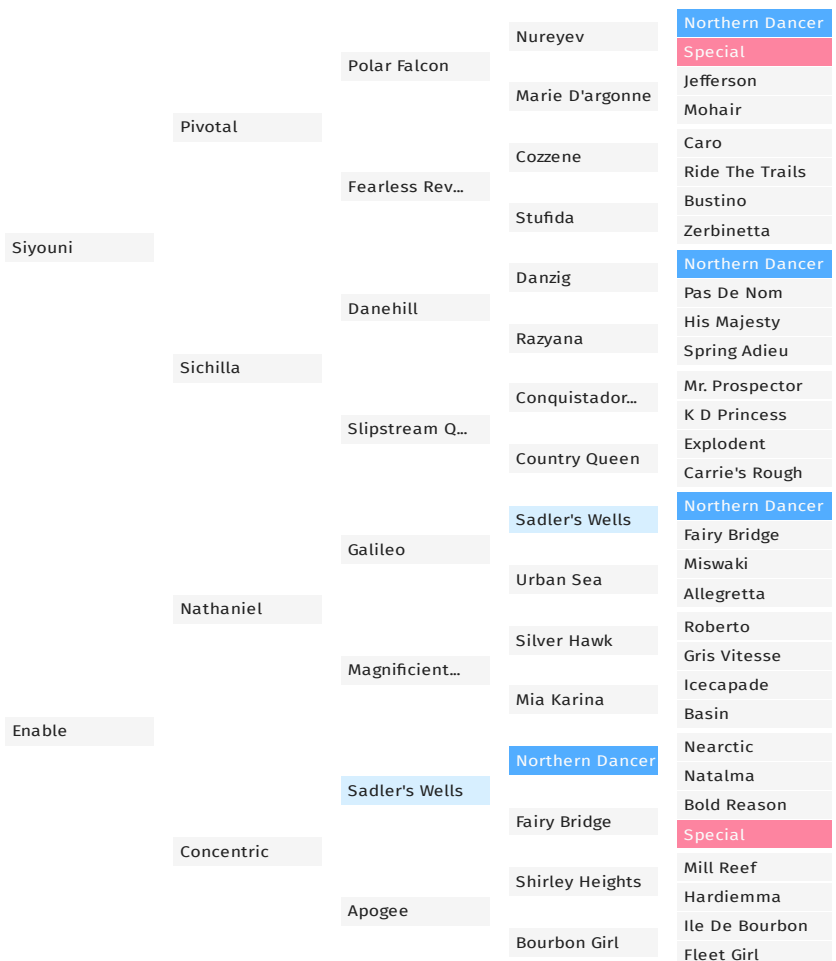 Northern Dancer
Nureyev
Special
Polar Falcon
Jefferson
Marie D'argonne
Mohair
Pivotal
Caro
Cozzene
Ride The Trails
Fearless Rev...
Bustino
Stufida
Zerbinetta
Siyouni
Northern Dancer
Danzig
Pas De Nom
Danehill
His Majesty
Razyana
Spring Adieu
Sichilla
Mr. Prospector
Conquistador...
K D Princess
Slipstream Q...
Explodent
Country Queen
Carrie's Rough
Northern Dancer
Sadler's Wells
Fairy Bridge
Galileo
Miswaki
Urban Sea
Allegretta
Nathaniel
Roberto
Silver Hawk
Gris Vitesse
Magnificient...
Icecapade
Mia Karina
Basin
Enable
Nearctic
Northern Dancer
Natalma
Sadler's Wells
Bold Reason
Fairy Bridge
Special
Concentric
Mill Reef
Shirley Heights
Hardiemma
Apogee
Ile De Bourbon
Bourbon Girl
Fleet Girl